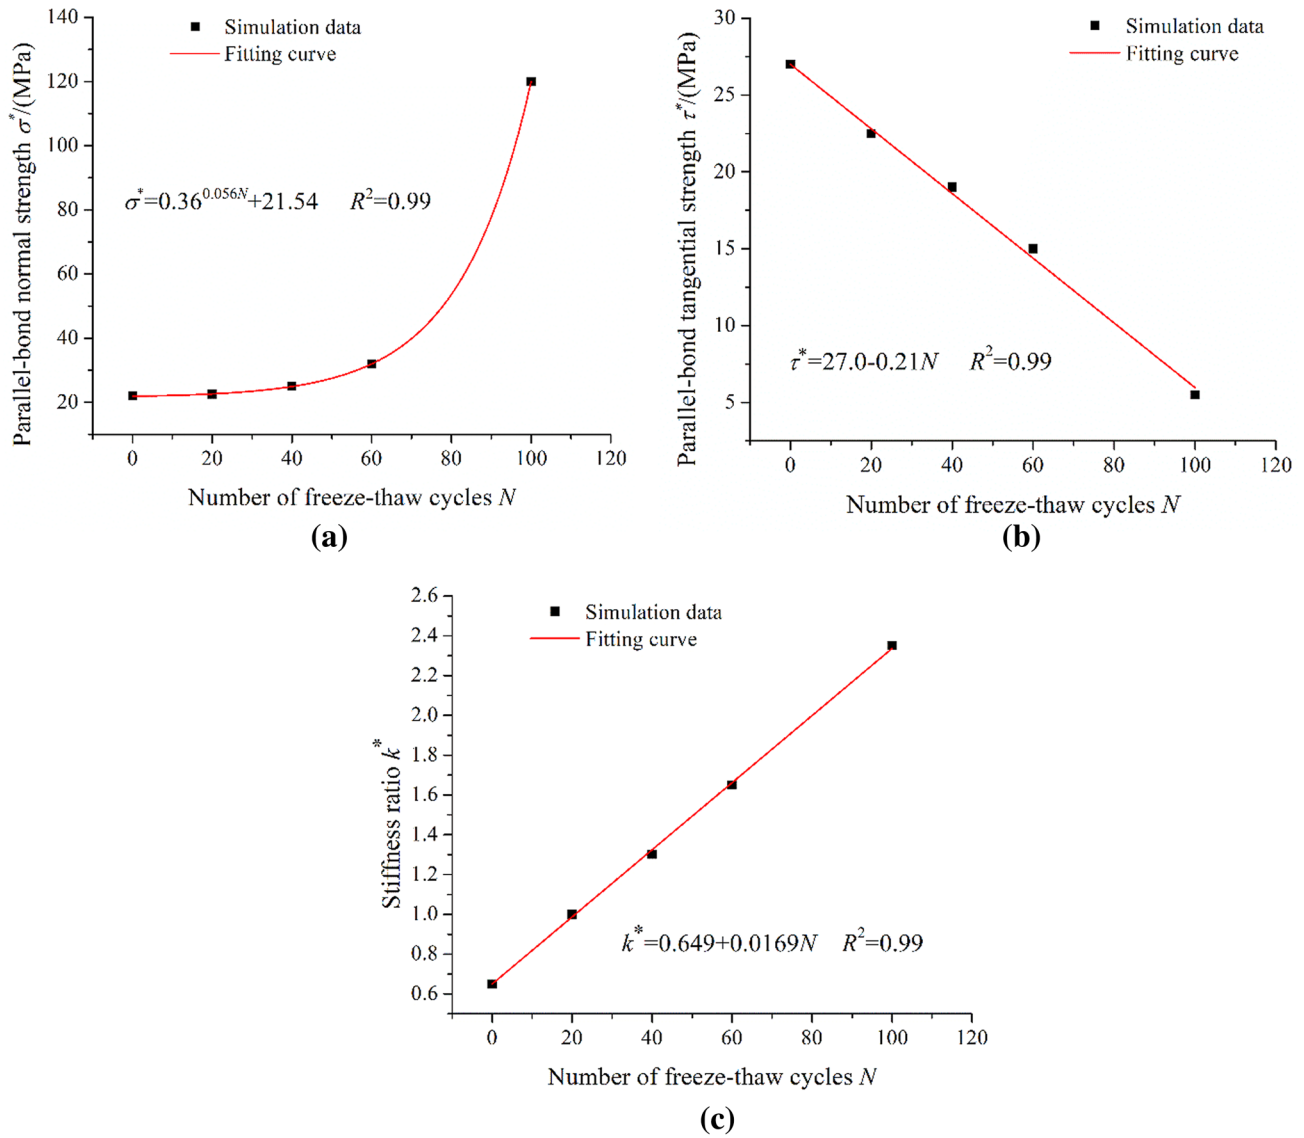 Parallel-bond normal strength σ*/(MPa)
140
120
100
80
60
40
20
Simulation data
Fitting curve
σ*=0.36^0.056N+21.54 R²=0.99
0 20 40 60 80 100 120
Number of freeze-thaw cycles N
(a)
Parallel-bond tangential strength τ*/(MPa)
30
25
20
15
10
5
Simulation data
Fitting curve
τ*=27.0-0.21N R²=0.99
0 20 40 60 80 100 120
Number of freeze-thaw cycles N
(b)
Stiffness ratio k*
2.6
2.4
2.2
2.0
1.8
1.6
1.4
1.2
1.0
0.8
0.6
Simulation data
Fitting curve
k*=0.649+0.0169N R²=0.99
0 20 40 60 80 100 120
Number of freeze-thaw cycles N
(c)